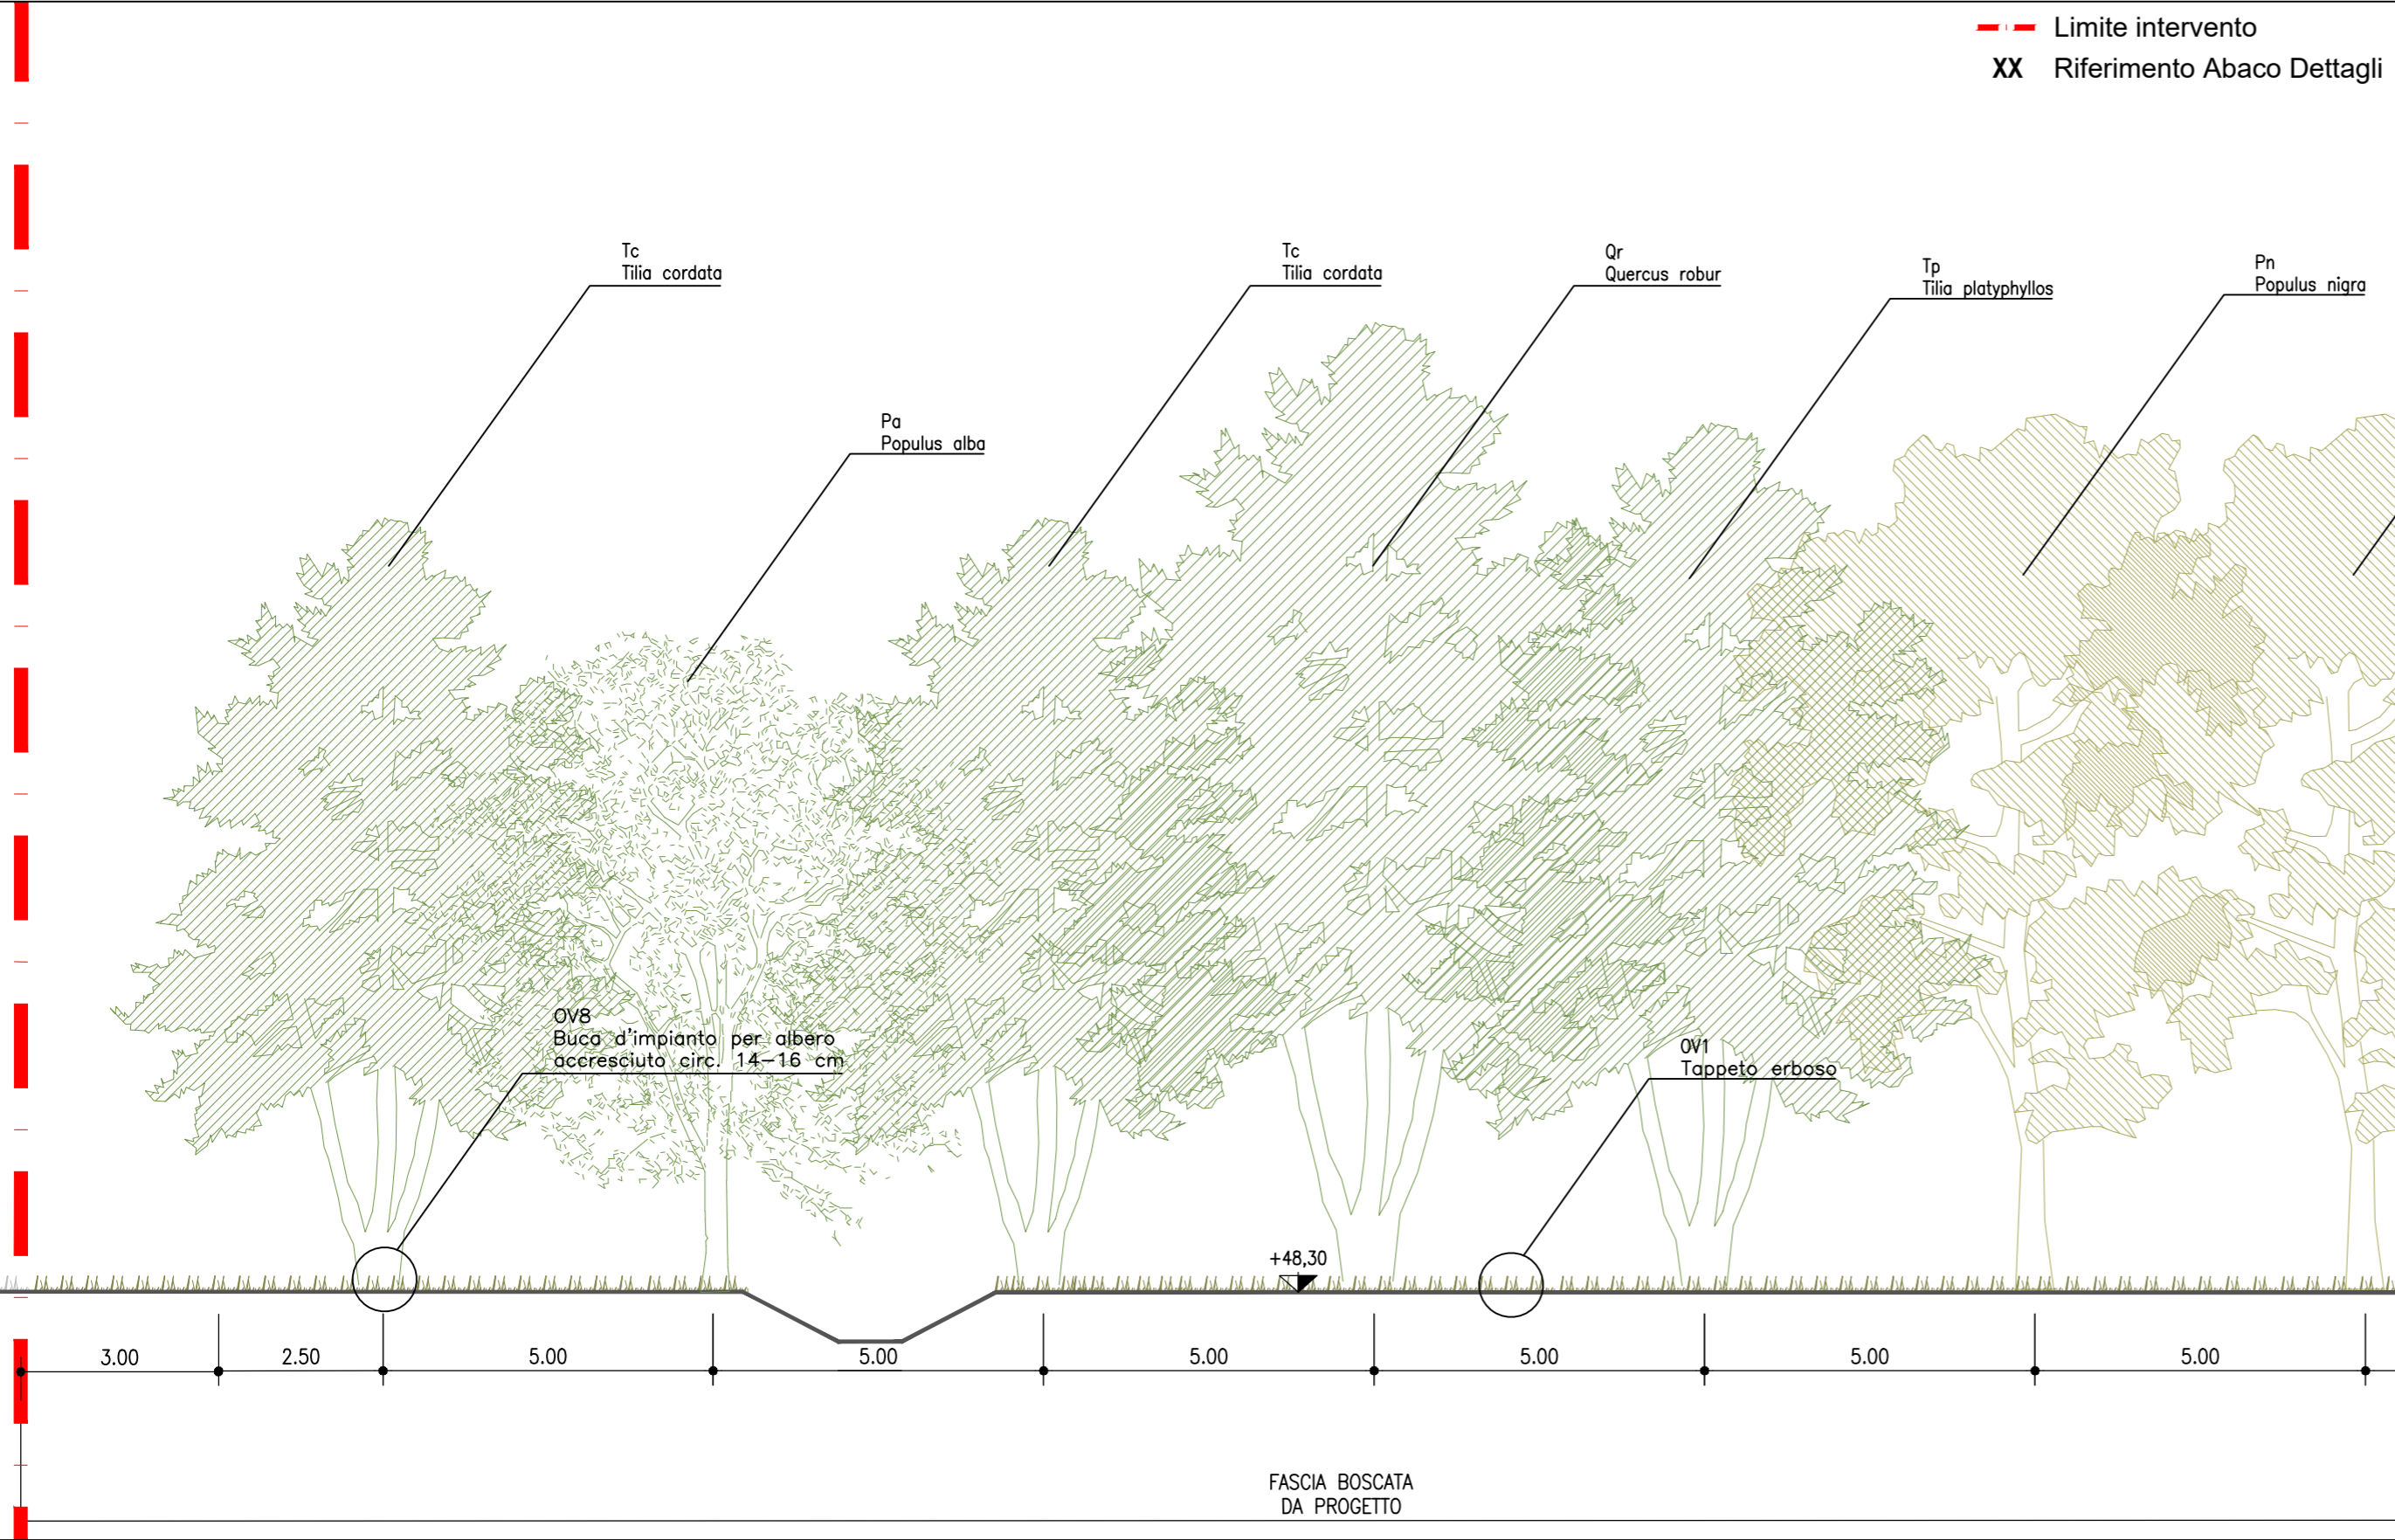 Limite intervento
XX Riferimento Abaco Dettagli
Tc
Tilia cordata
Tc
Tilia cordata
Qr
Quercus robur
Tp
Tilia platyphyllos
Pn
Populus nigra
Pa
Populus alba
OV8
Buca d'impianto per albero
accresciuto circ. 14-16 cm
OV1
Tappeto erboso
+48,30
3.00 2.50 5.00 5.00 5.00 5.00 5.00 5.00
FASCIA BOSCATA
DA PROGETTO